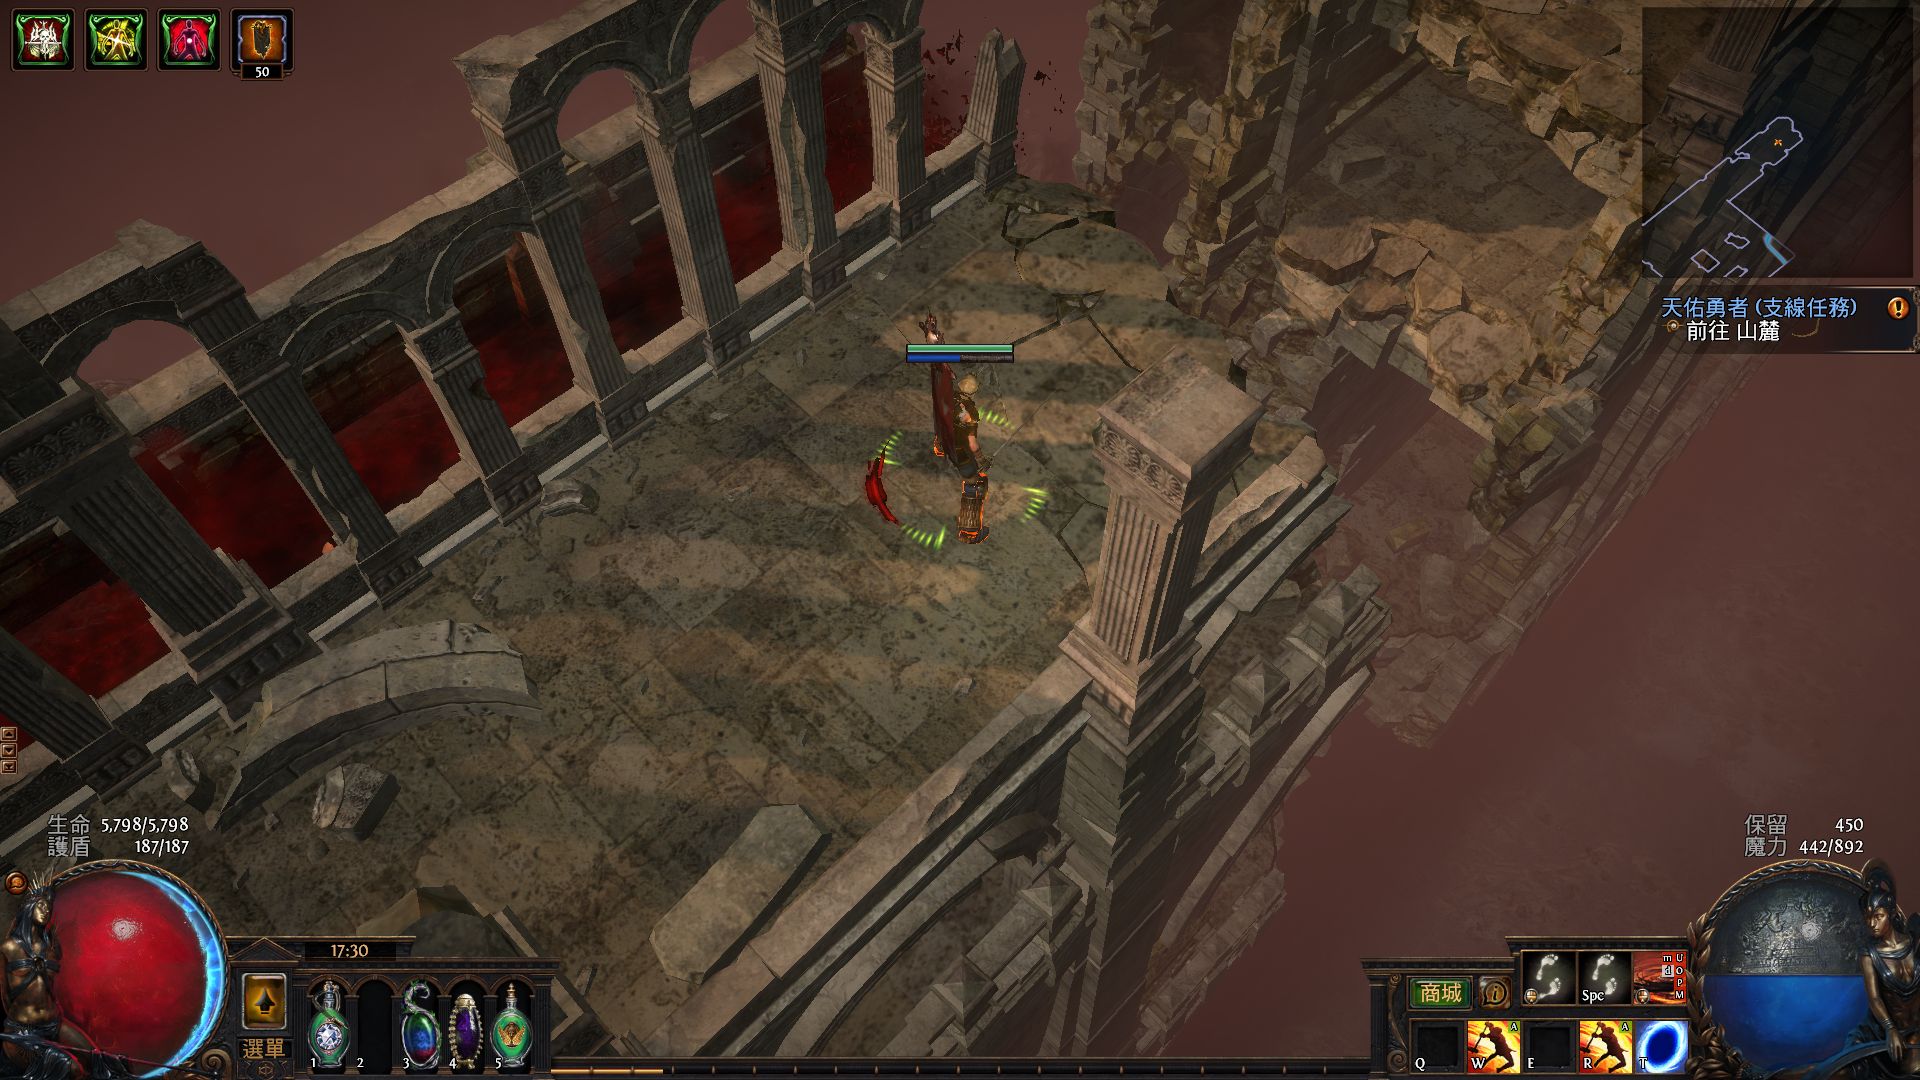 50
天佑勇者 (支線任務)
前往 山麓
生命 5,798/5,798
護盾 187/187
保留 450
魔力 442/892
17:30
選單
1 2 3 4 5
商城
Spc
m U
d O
P
M
Q W A E R A T